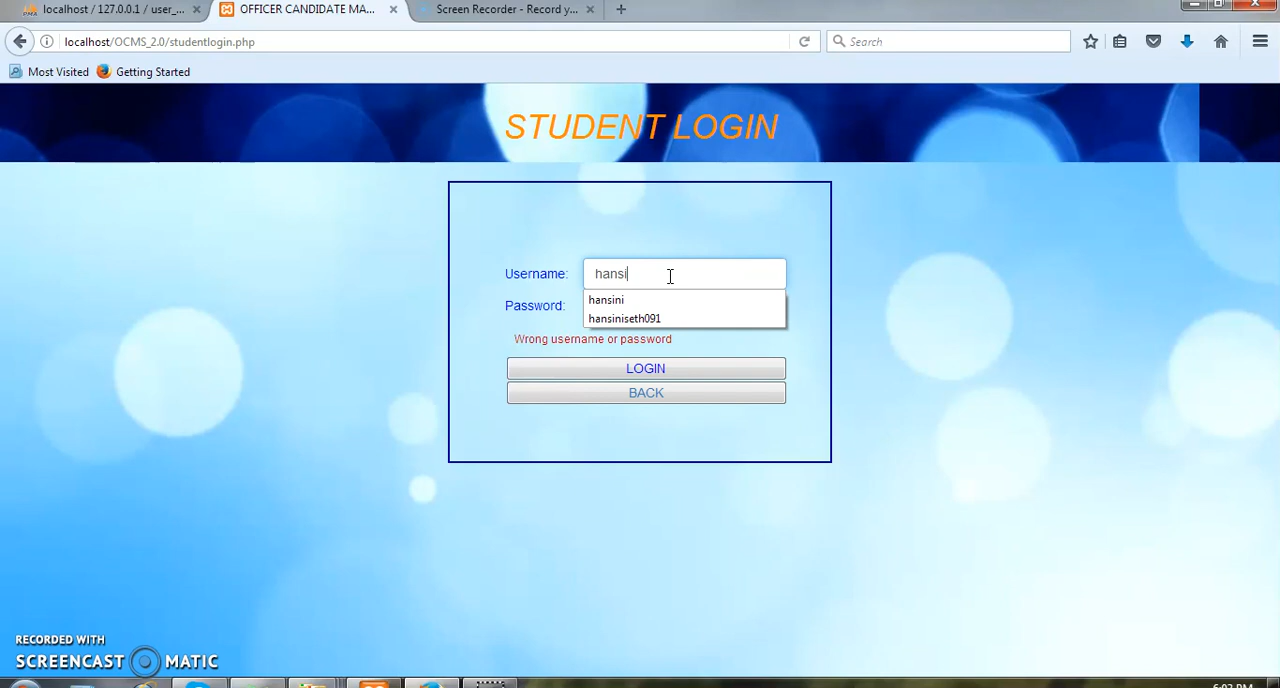 localhost / 127.0.0.1 / user_...
OFFICER CANDIDATE MA...
Screen Recorder - Record y...
localhost/OCMS_2.0/studentlogin.php
Search
Most Visited
Getting Started
STUDENT LOGIN
Username:
hansi
hansini
Password:
hansiniseth091
Wrong username or password
LOGIN
BACK
RECORDED WITH
SCREENCAST MATIC